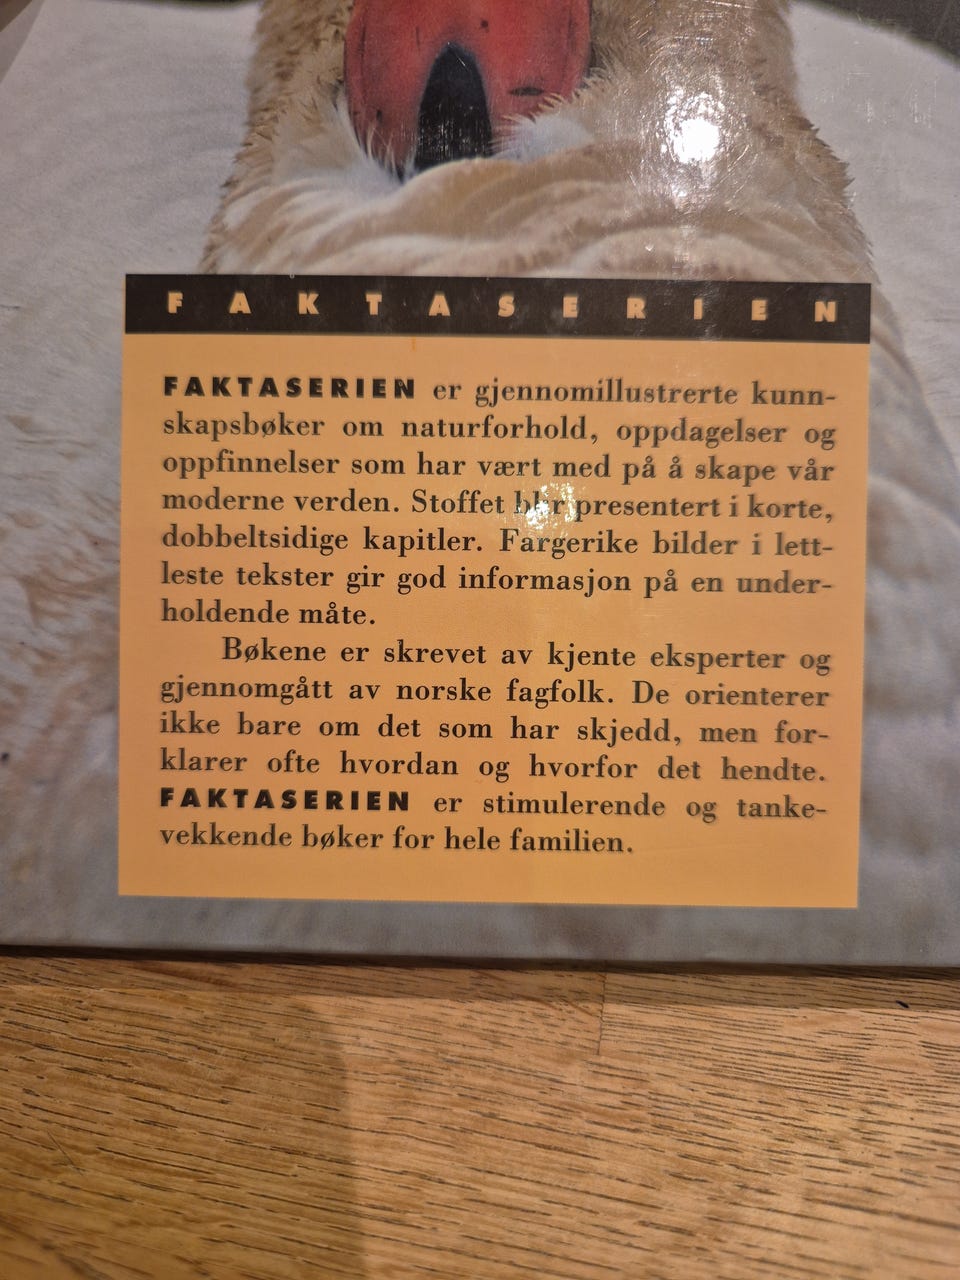 FAKTASERIEN
FAKTASERIEN er gjennomillustrerte kunn-
skapsbøker om naturforhold, oppdagelser og
oppfinnelser som har vært med på å skape vår
moderne verden. Stoffet blir presentert i korte,
dobbeltsidige kapitler. Fargerike bilder i lett-
leste tekster gir god informasjon på en under-
holdende måte.
Bøkene er skrevet av kjente eksperter og
gjennomgått av norske fagfolk. De orienterer
ikke bare om det som har skjedd, men for-
klarer ofte hvordan og hvorfor det hendte.
FAKTASERIEN er stimulerende og tanke-
vekkende bøker for hele familien.